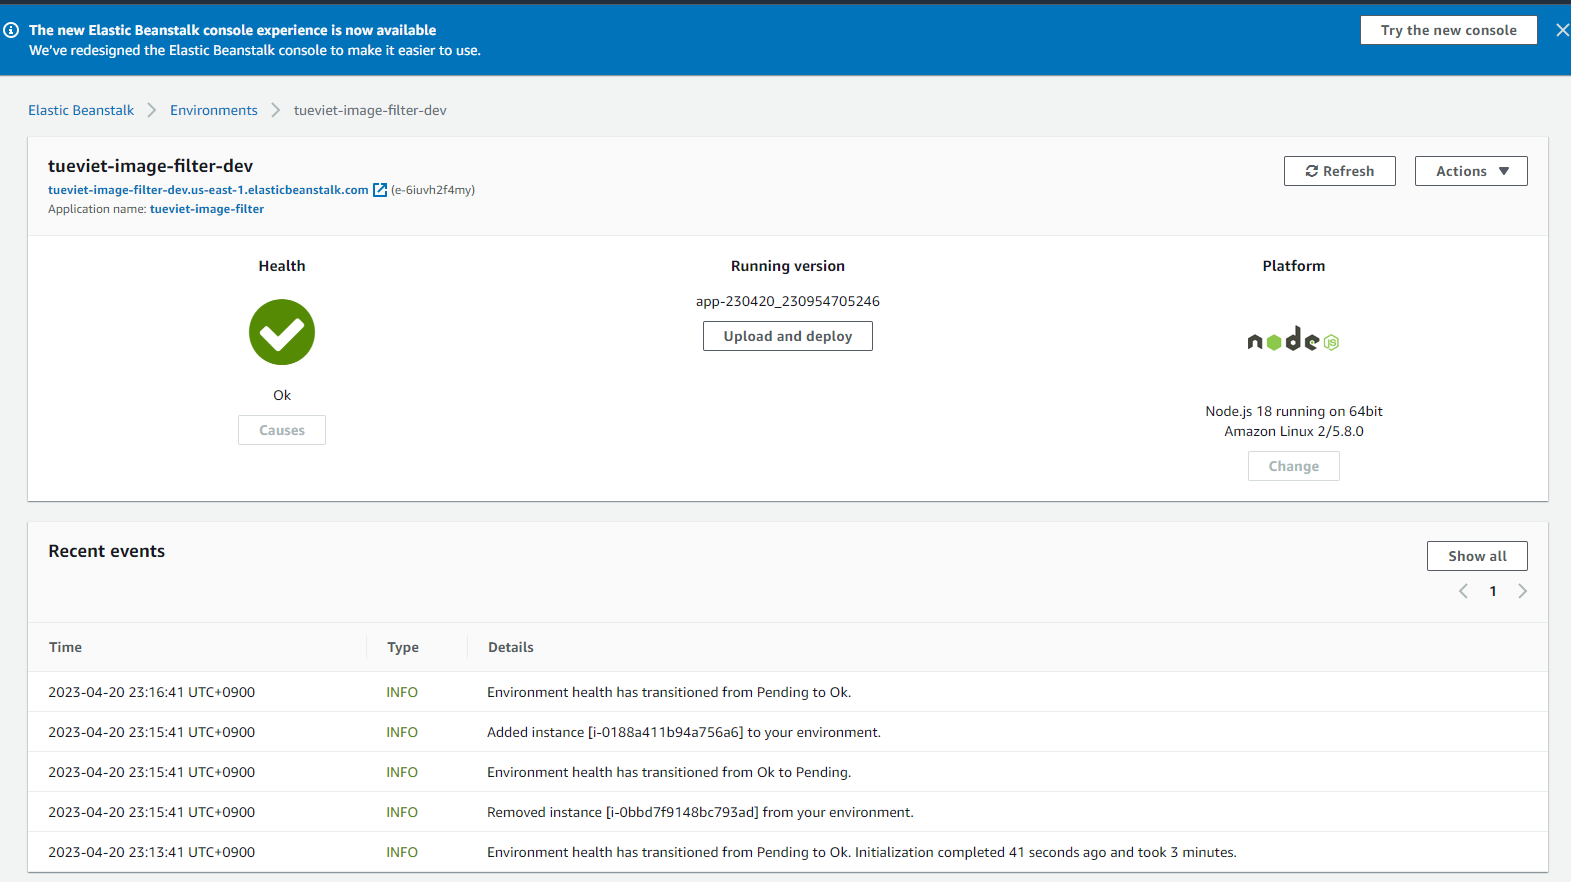 The new Elastic Beanstalk console experience is now available
We've redesigned the Elastic Beanstalk console to make it easier to use.
Try the new console
Elastic Beanstalk
Environments
tueviet-image-filter-dev
tueviet-image-filter-dev
tueviet-image-filter-dev.us-east-1.elasticbeanstalk.com (e-6iuvh2f4my)
Application name: tueviet-image-filter
Refresh
Actions
Health
Ok
Causes
Running version
app-230420_230954705246
Upload and deploy
Platform
node JS
Node.js 18 running on 64bit
Amazon Linux 2/5.8.0
Change
Recent events
Show all
1
Time Type Details
2023-04-20 23:16:41 UTC+0900 INFO Environment health has transitioned from Pending to Ok.
2023-04-20 23:15:41 UTC+0900 INFO Added instance [i-0188a411b94a756a6] to your environment.
2023-04-20 23:15:41 UTC+0900 INFO Environment health has transitioned from Ok to Pending.
2023-04-20 23:15:41 UTC+0900 INFO Removed instance [i-0bbd7f9148bc793ad] from your environment.
2023-04-20 23:13:41 UTC+0900 INFO Environment health has transitioned from Pending to Ok. Initialization completed 41 seconds ago and took 3 minutes.